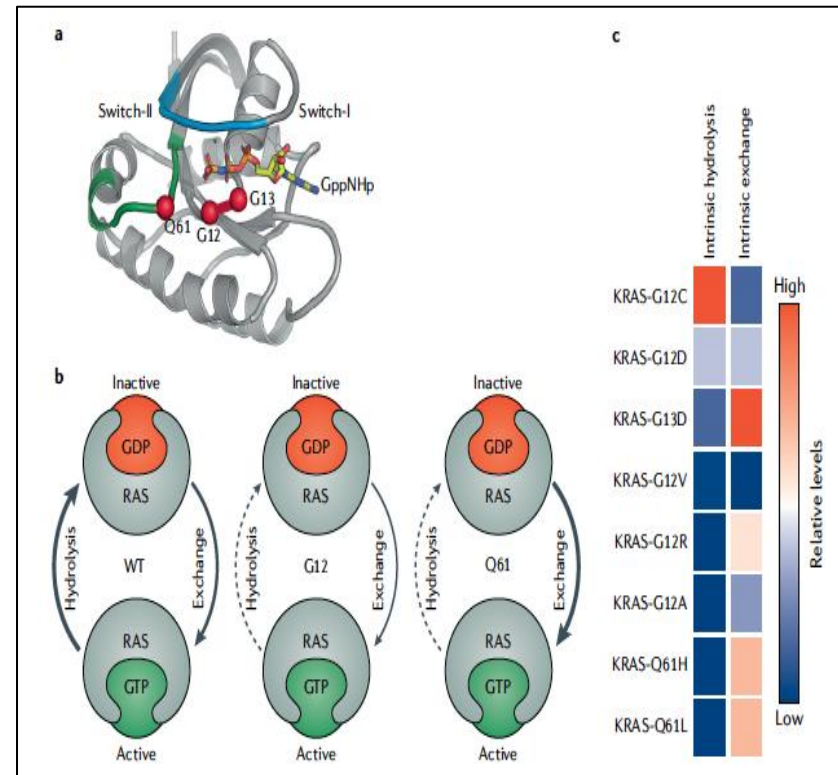 a
Switch-II
Switch-I
GppNHp
G13
Q61
G12
b
Inactive
Inactive
Inactive
GDP
GDP
GDP
RAS
RAS
RAS
Hydrolysis
WT
Exchange
Hydrolysis
G12
Exchange
Hydrolysis
Q61
Exchange
RAS
RAS
RAS
GTP
GTP
GTP
Active
Active
Active
c
Intrinsic hydrolysis
Intrinsic exchange
High
KRAS-G12C
KRAS-G12D
KRAS-G13D
KRAS-G12V
KRAS-G12R
KRAS-G12A
KRAS-Q61H
KRAS-Q61L
Relative levels
Low